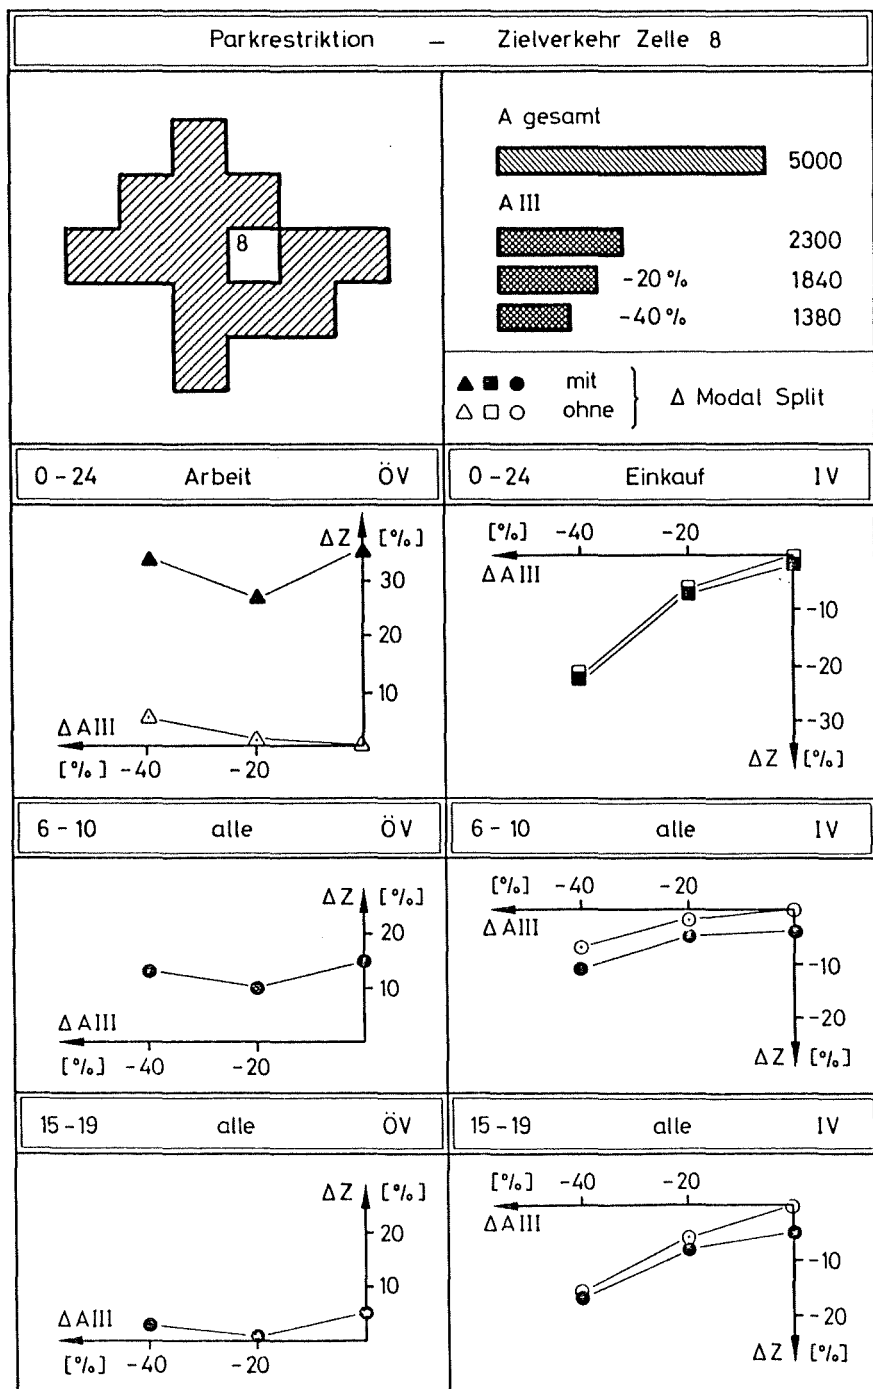 Parkrestriktion – Zielverkehr Zelle 8
8
A gesamt
5000
A III
2300
-20 % 1840
-40 % 1380
mit
ohne
Δ Modal Split
0 - 24 Arbeit ÖV
ΔZ [%]
30
20
10
Δ AIII
[%] -40 -20
0 - 24 Einkauf IV
[%] -40 -20
Δ AIII
-10
-20
-30
ΔZ [%]
6 - 10 alle ÖV
ΔZ [%]
20
10
Δ AIII
[%] -40 -20
6 - 10 alle IV
[%] -40 -20
Δ AIII
-10
-20
ΔZ [%]
15 - 19 alle ÖV
ΔZ [%]
20
10
Δ AIII
[%] -40 -20
15 - 19 alle IV
[%] -40 -20
Δ AIII
-10
-20
ΔZ [%]